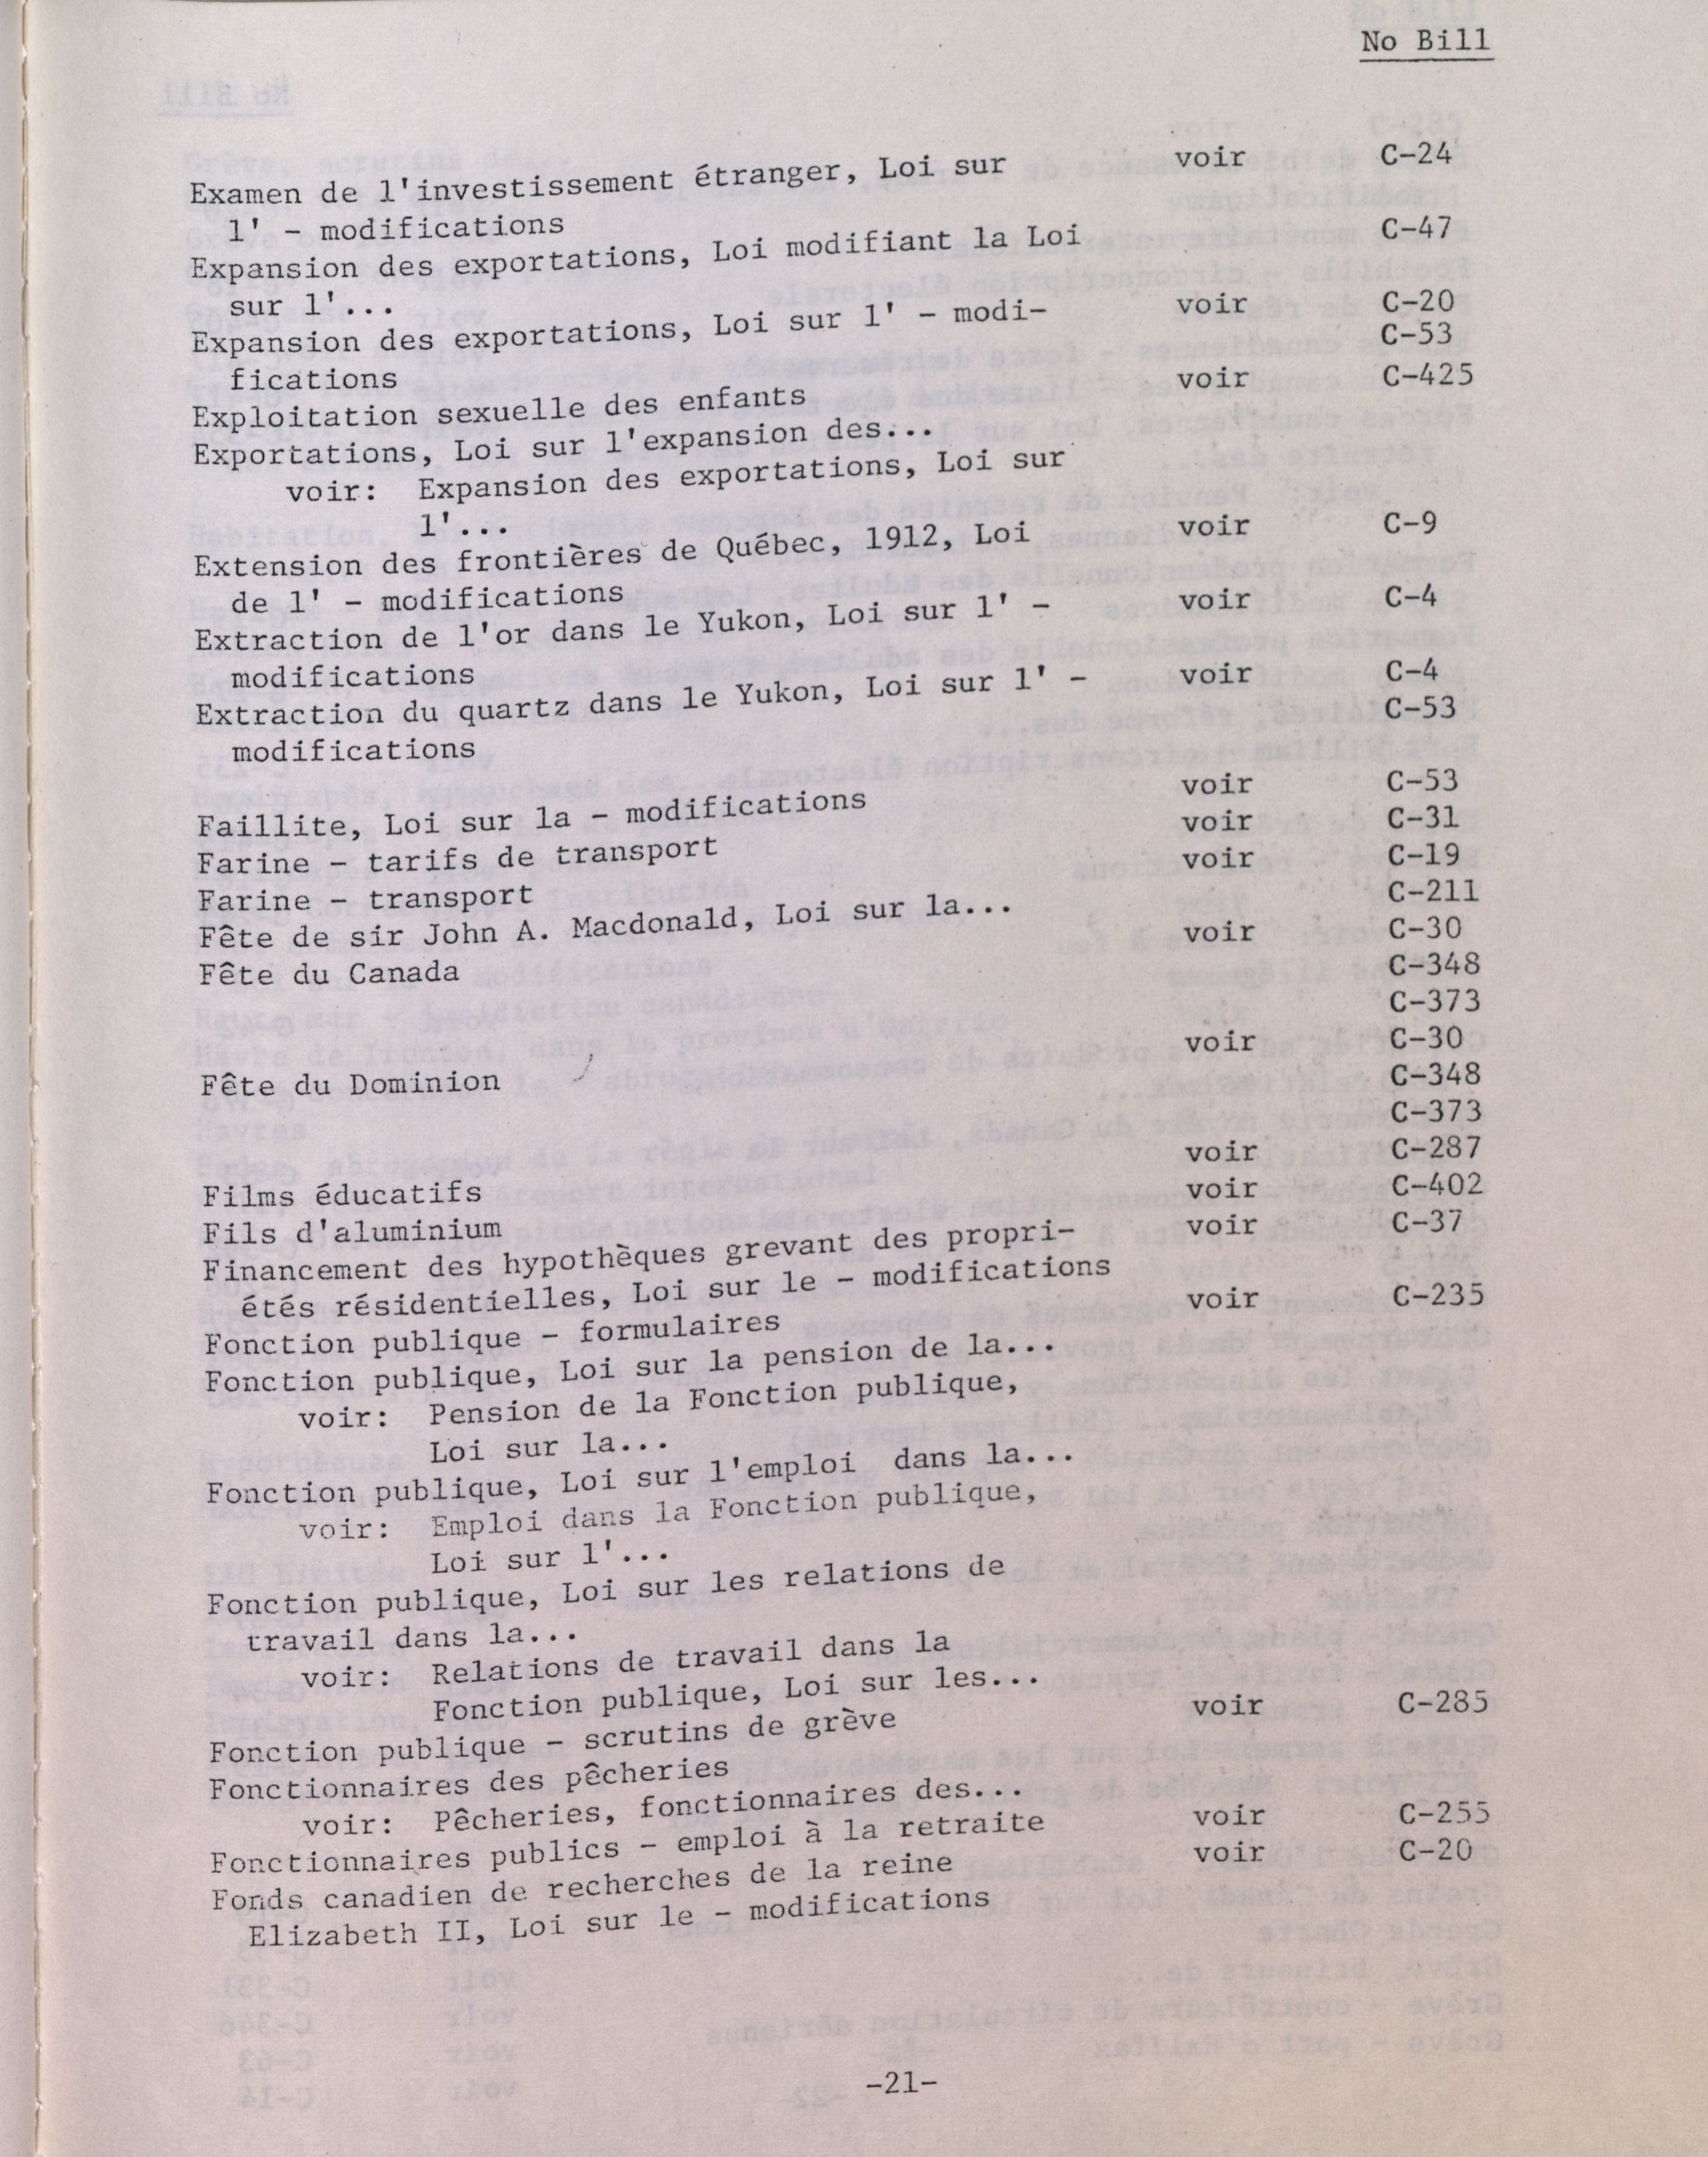 No Bill
Examen de l'investissement étranger, Loi sur voir C-24
l' - modifications
Expansion des exportations, Loi modifiant la Loi C-47
sur l'...
Expansion des exportations, Loi sur l' - modi- voir C-20
fications C-53
Exploitation sexuelle des enfants voir C-425
Exportations, Loi sur l'expansion des...
voir: Expansion des exportations, Loi sur
l'...
Extension des frontières de Québec, 1912, Loi voir C-9
de l' - modifications
Extraction de l'or dans le Yukon, Loi sur l' - voir C-4
modifications
Extraction du quartz dans le Yukon, Loi sur l' - voir C-4
modifications C-53
Faillite, Loi sur la - modifications voir C-53
Farine - tarifs de transport voir C-31
Farine - transport voir C-19
Fête de sir John A. Macdonald, Loi sur la... C-211
Fête du Canada voir C-30
C-348
C-373
Fête du Dominion voir C-30
C-348
C-373
Films éducatifs voir C-287
Fils d'aluminium voir C-402
Financement des hypothèques grevant des propri- voir C-37
étés résidentielles, Loi sur le - modifications
Fonction publique - formulaires voir C-235
Fonction publique, Loi sur la pension de la...
voir: Pension de la Fonction publique,
Loi sur la...
Fonction publique, Loi sur l'emploi dans la...
voir: Emploi dans la Fonction publique,
Loi sur l'...
Fonction publique, Loi sur les relations de
travail dans la...
voir: Relations de travail dans la
Fonction publique, Loi sur les...
Fonction publique - scrutins de grève voir C-285
Fonctionnaires des pêcheries
voir: Pêcheries, fonctionnaires des...
Fonctionnaires publics - emploi à la retraite voir C-255
Fonds canadien de recherches de la reine voir C-20
Elizabeth II, Loi sur le - modifications
-21-